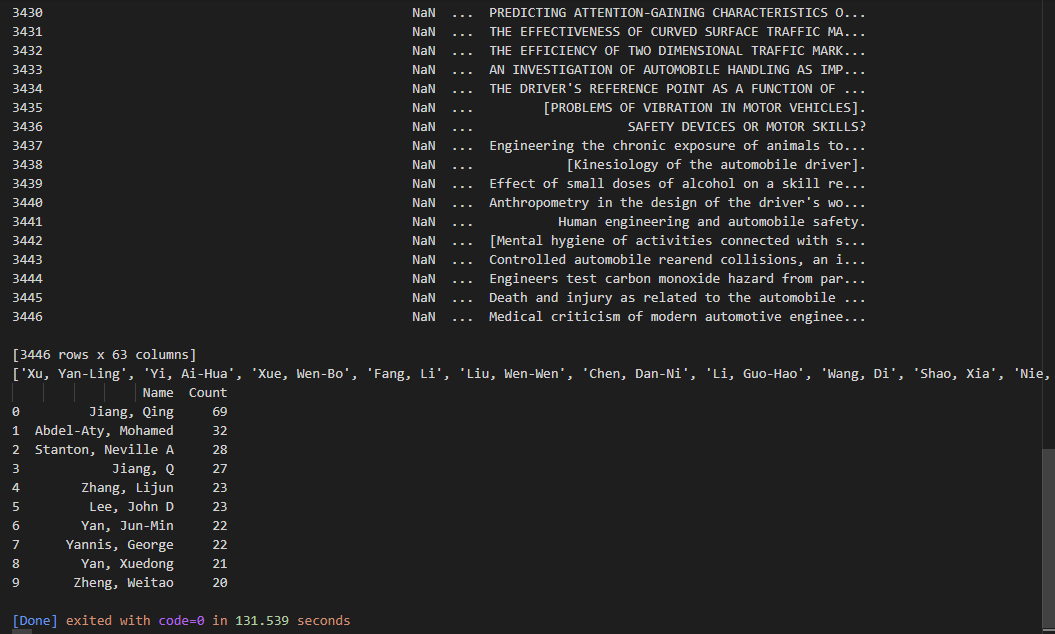 3430 NaN ... PREDICTING ATTENTION-GAINING CHARACTERISTICS O...
3431 NaN ... THE EFFECTIVENESS OF CURVED SURFACE TRAFFIC MA...
3432 NaN ... THE EFFICIENCY OF TWO DIMENSIONAL TRAFFIC MARK...
3433 NaN ... AN INVESTIGATION OF AUTOMOBILE HANDLING AS IMP...
3434 NaN ... THE DRIVER'S REFERENCE POINT AS A FUNCTION OF ...
3435 NaN ... [PROBLEMS OF VIBRATION IN MOTOR VEHICLES].
3436 NaN ... SAFETY DEVICES OR MOTOR SKILLS?
3437 NaN ... Engineering the chronic exposure of animals to...
3438 NaN ... [Kinesiology of the automobile driver].
3439 NaN ... Effect of small doses of alcohol on a skill re...
3440 NaN ... Anthropometry in the design of the driver's wo...
3441 NaN ... Human engineering and automobile safety.
3442 NaN ... [Mental hygiene of activities connected with s...
3443 NaN ... Controlled automobile rearend collisions, an i...
3444 NaN ... Engineers test carbon monoxide hazard from par...
3445 NaN ... Death and injury as related to the automobile ...
3446 NaN ... Medical criticism of modern automotive enginee...
[3446 rows x 63 columns]
['Xu, Yan-Ling', 'Yi, Ai-Hua', 'Xue, Wen-Bo', 'Fang, Li', 'Liu, Wen-Wen', 'Chen, Dan-Ni', 'Li, Guo-Hao', 'Wang, Di', 'Shao, Xia', 'Nie,
Name Count
0 Jiang, Qing 69
1 Abdel-Aty, Mohamed 32
2 Stanton, Neville A 28
3 Jiang, Q 27
4 Zhang, Lijun 23
5 Lee, John D 23
6 Yan, Jun-Min 22
7 Yannis, George 22
8 Yan, Xuedong 21
9 Zheng, Weitao 20
[Done] exited with code=0 in 131.539 seconds